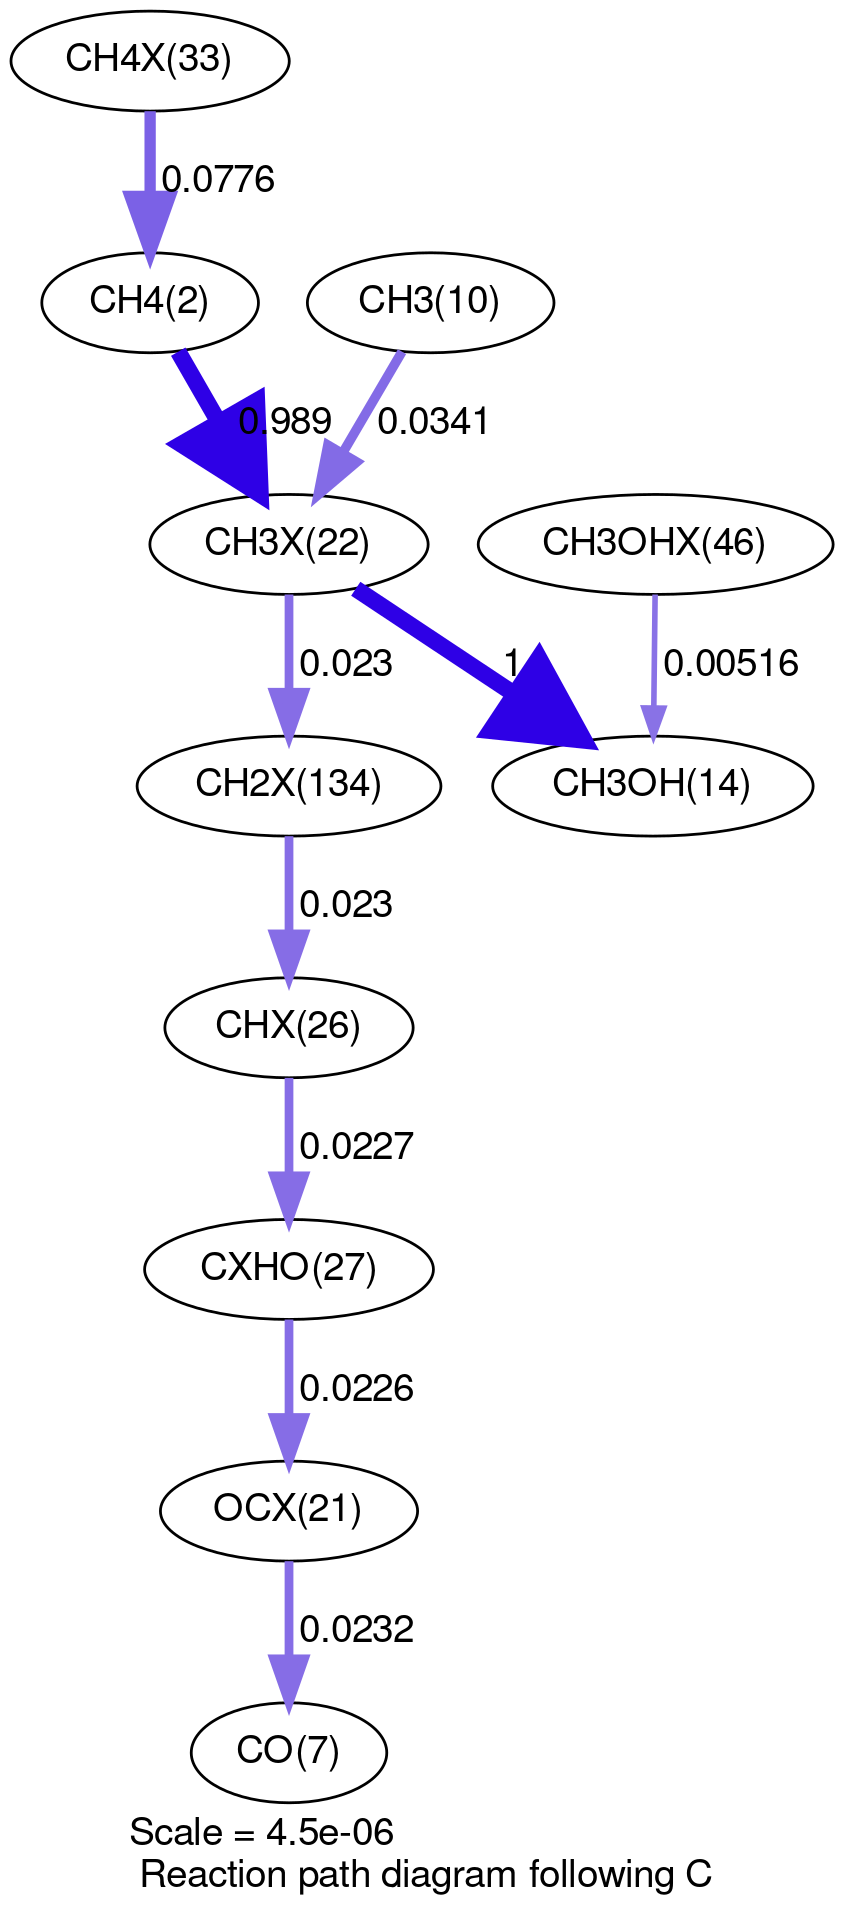 CH4X(33)
0.0776
CH4(2)
CH3(10)
0.989
0.0341
CH3X(22)
CH3OHX(46)
0.023
1
0.00516
CH2X(134)
CH3OH(14)
0.023
CHX(26)
0.0227
CXHO(27)
0.0226
OCX(21)
0.0232
CO(7)
Scale = 4.5e-06
Reaction path diagram following C